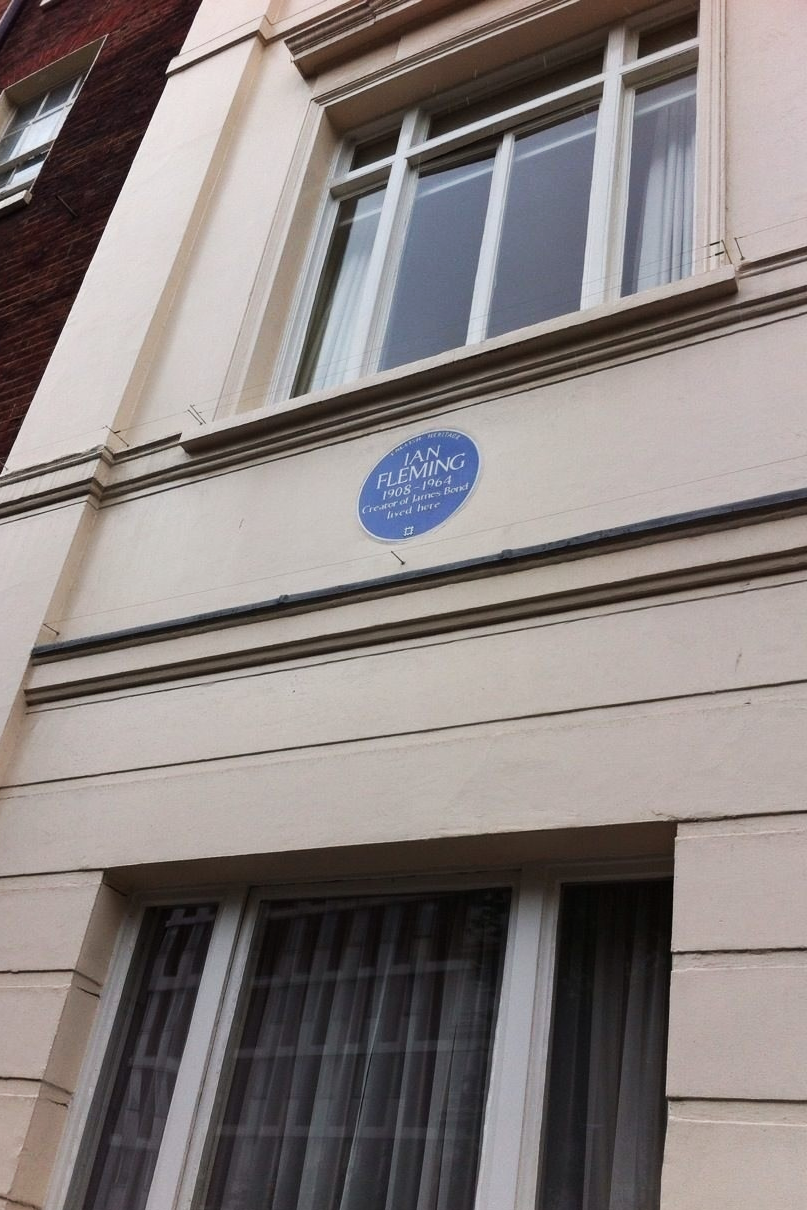 ENGLISH HERITAGE
IAN
FLEMING
1908-1964
Creator of James Bond
lived here